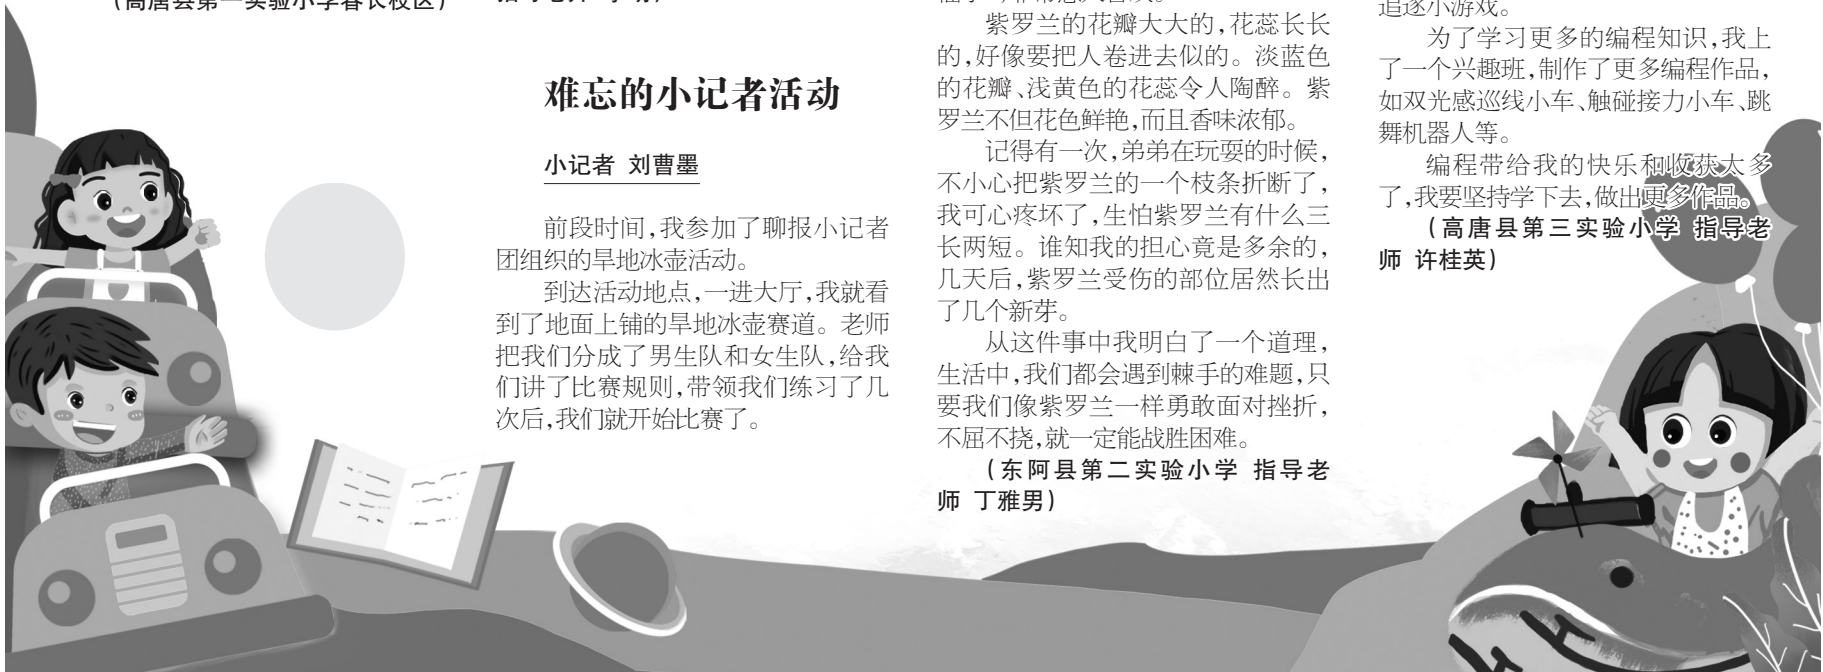 （高唐县第一实验小学春长校区）
难忘的小记者活动
小记者 刘曹墨
前段时间，我参加了聊报小记者
团组织的旱地冰壶活动。
到达活动地点，一进大厅，我就看
到了地面上铺的旱地冰壶赛道。老师
把我们分成了男生队和女生队，给我
们讲了比赛规则，带领我们练习了几
次后，我们就开始比赛了。
紫罗兰的花瓣大大的，花蕊长长
的，好像要把人卷进去似的。淡蓝色
的花瓣、浅黄色的花蕊令人陶醉。紫
罗兰不但花色鲜艳，而且香味浓郁。
记得有一次，弟弟在玩耍的时候，
不小心把紫罗兰的一个枝条折断了，
我可心疼坏了，生怕紫罗兰有什么三
长两短。谁知我的担心竟是多余的，
几天后，紫罗兰受伤的部位居然长出
了几个新芽。
从这件事中我明白了一个道理，
生活中，我们都会遇到棘手的难题，只
要我们像紫罗兰一样勇敢面对挫折，
不屈不挠，就一定能战胜困难。
（东阿县第二实验小学 指导老
师 丁雅男）
追逐小游戏。
为了学习更多的编程知识，我上
了一个兴趣班，制作了更多编程作品，
如双光感巡线小车、触碰接力小车、跳
舞机器人等。
编程带给我的快乐和收获太多
了，我要坚持学下去，做出更多作品。
（高唐县第三实验小学 指导老
师 许桂英）